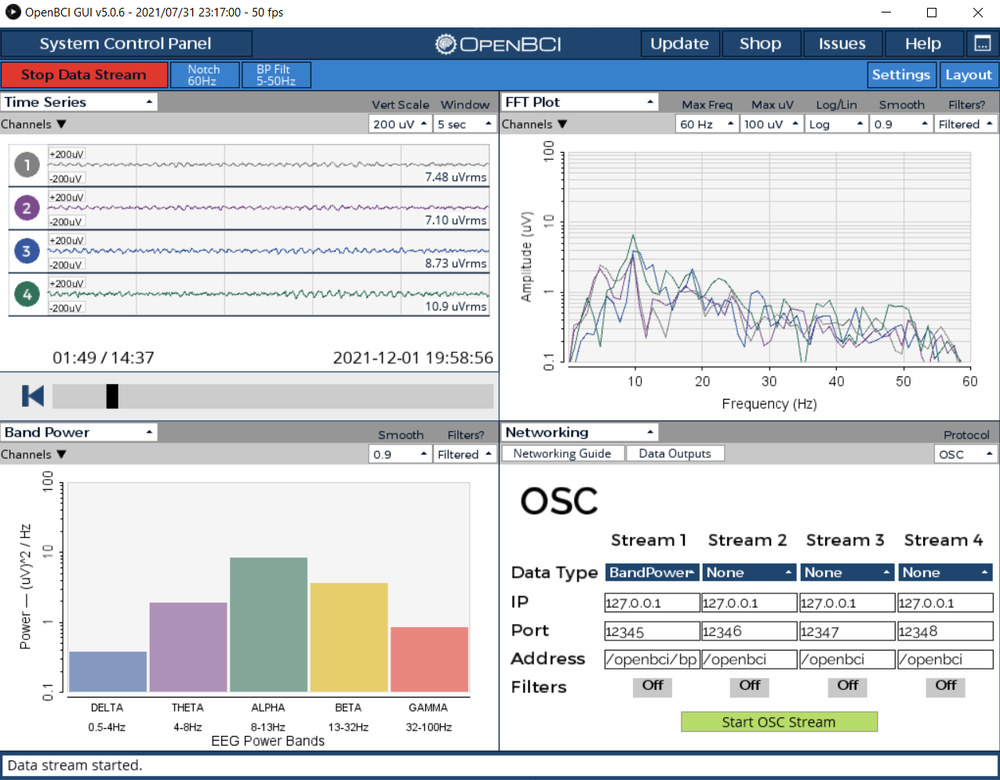 OpenBCI GUI v5.0.6 - 2021/07/31 23:17:00 - 50 fps
System Control Panel
OPENBCI
Update
Shop
Issues
Help
Stop Data Stream
Notch
60Hz
BP Filt
5-50Hz
Settings
Layout
Time Series
Vert Scale
Window
Channels
200 uV
5 sec
1
+200uV
-200uV
7.48 uVrms
2
+200uV
-200uV
7.10 uVrms
3
+200uV
-200uV
8.73 uVrms
4
+200uV
-200uV
10.9 uVrms
01:49 / 14:37
2021-12-01 19:58:56
FFT Plot
Max Freq
Max uV
Log/Lin
Smooth
Filters?
Channels
60 Hz
100 uV
Log
0.9
Filtered
Amplitude (uV)
100
10
1
0.1
10 20 30 40 50 60
Frequency (Hz)
Band Power
Smooth
Filters?
Channels
0.9
Filtered
Power — (uV)^2 / Hz
100
10
1
0.1
DELTA THETA ALPHA BETA GAMMA
0.5-4Hz 4-8Hz 8-13Hz 13-32Hz 32-100Hz
EEG Power Bands
Networking
Protocol
Networking Guide
Data Outputs
OSC
OSC
Stream 1 Stream 2 Stream 3 Stream 4
Data Type BandPower None None None
IP 127.0.0.1 127.0.0.1 127.0.0.1 127.0.0.1
Port 12345 12346 12347 12348
Address /openbci/bp /openbci /openbci /openbci
Filters Off Off Off Off
Start OSC Stream
Data stream started.